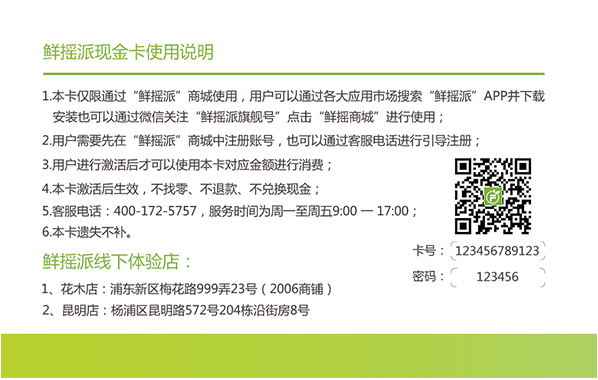 鲜摇派现金卡使用说明
1.本卡仅限通过“鲜摇派”商城使用，用户可以通过各大应用市场搜索“鲜摇派”APP并下载
安装也可以通过微信关注“鲜摇派旗舰号”点击“鲜摇商城”进行使用；
2.用户需要先在“鲜摇派”商城中注册账号，也可以通过客服电话进行引导注册；
3.用户进行激活后才可以使用本卡对应金额进行消费；
4.本卡激活后生效，不找零、不退款、不兑换现金；
5.客服电话：400-172-5757，服务时间为周一至周五9:00 一 17:00；
6.本卡遗失不补。
卡号： 123456789123
密码： 123456
鲜摇派线下体验店：
1、花木店：浦东新区梅花路999弄23号（2006商铺）
2、昆明店：杨浦区昆明路572号204栋沿街房8号